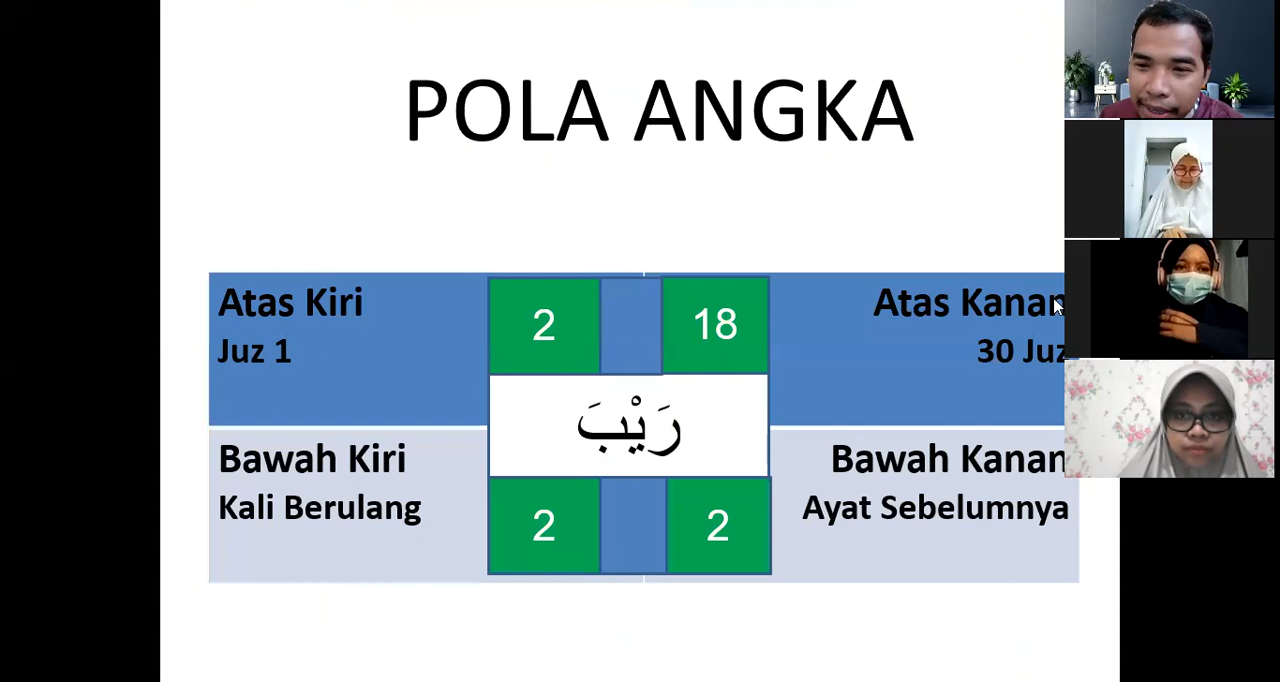 POLA ANGKA
Atas Kiri
Juz 1
2
18
Atas Kanan
30 Juz
رَيْبَ
Bawah Kiri
Kali Berulang
2
2
Bawah Kanan
Ayat Sebelumnya